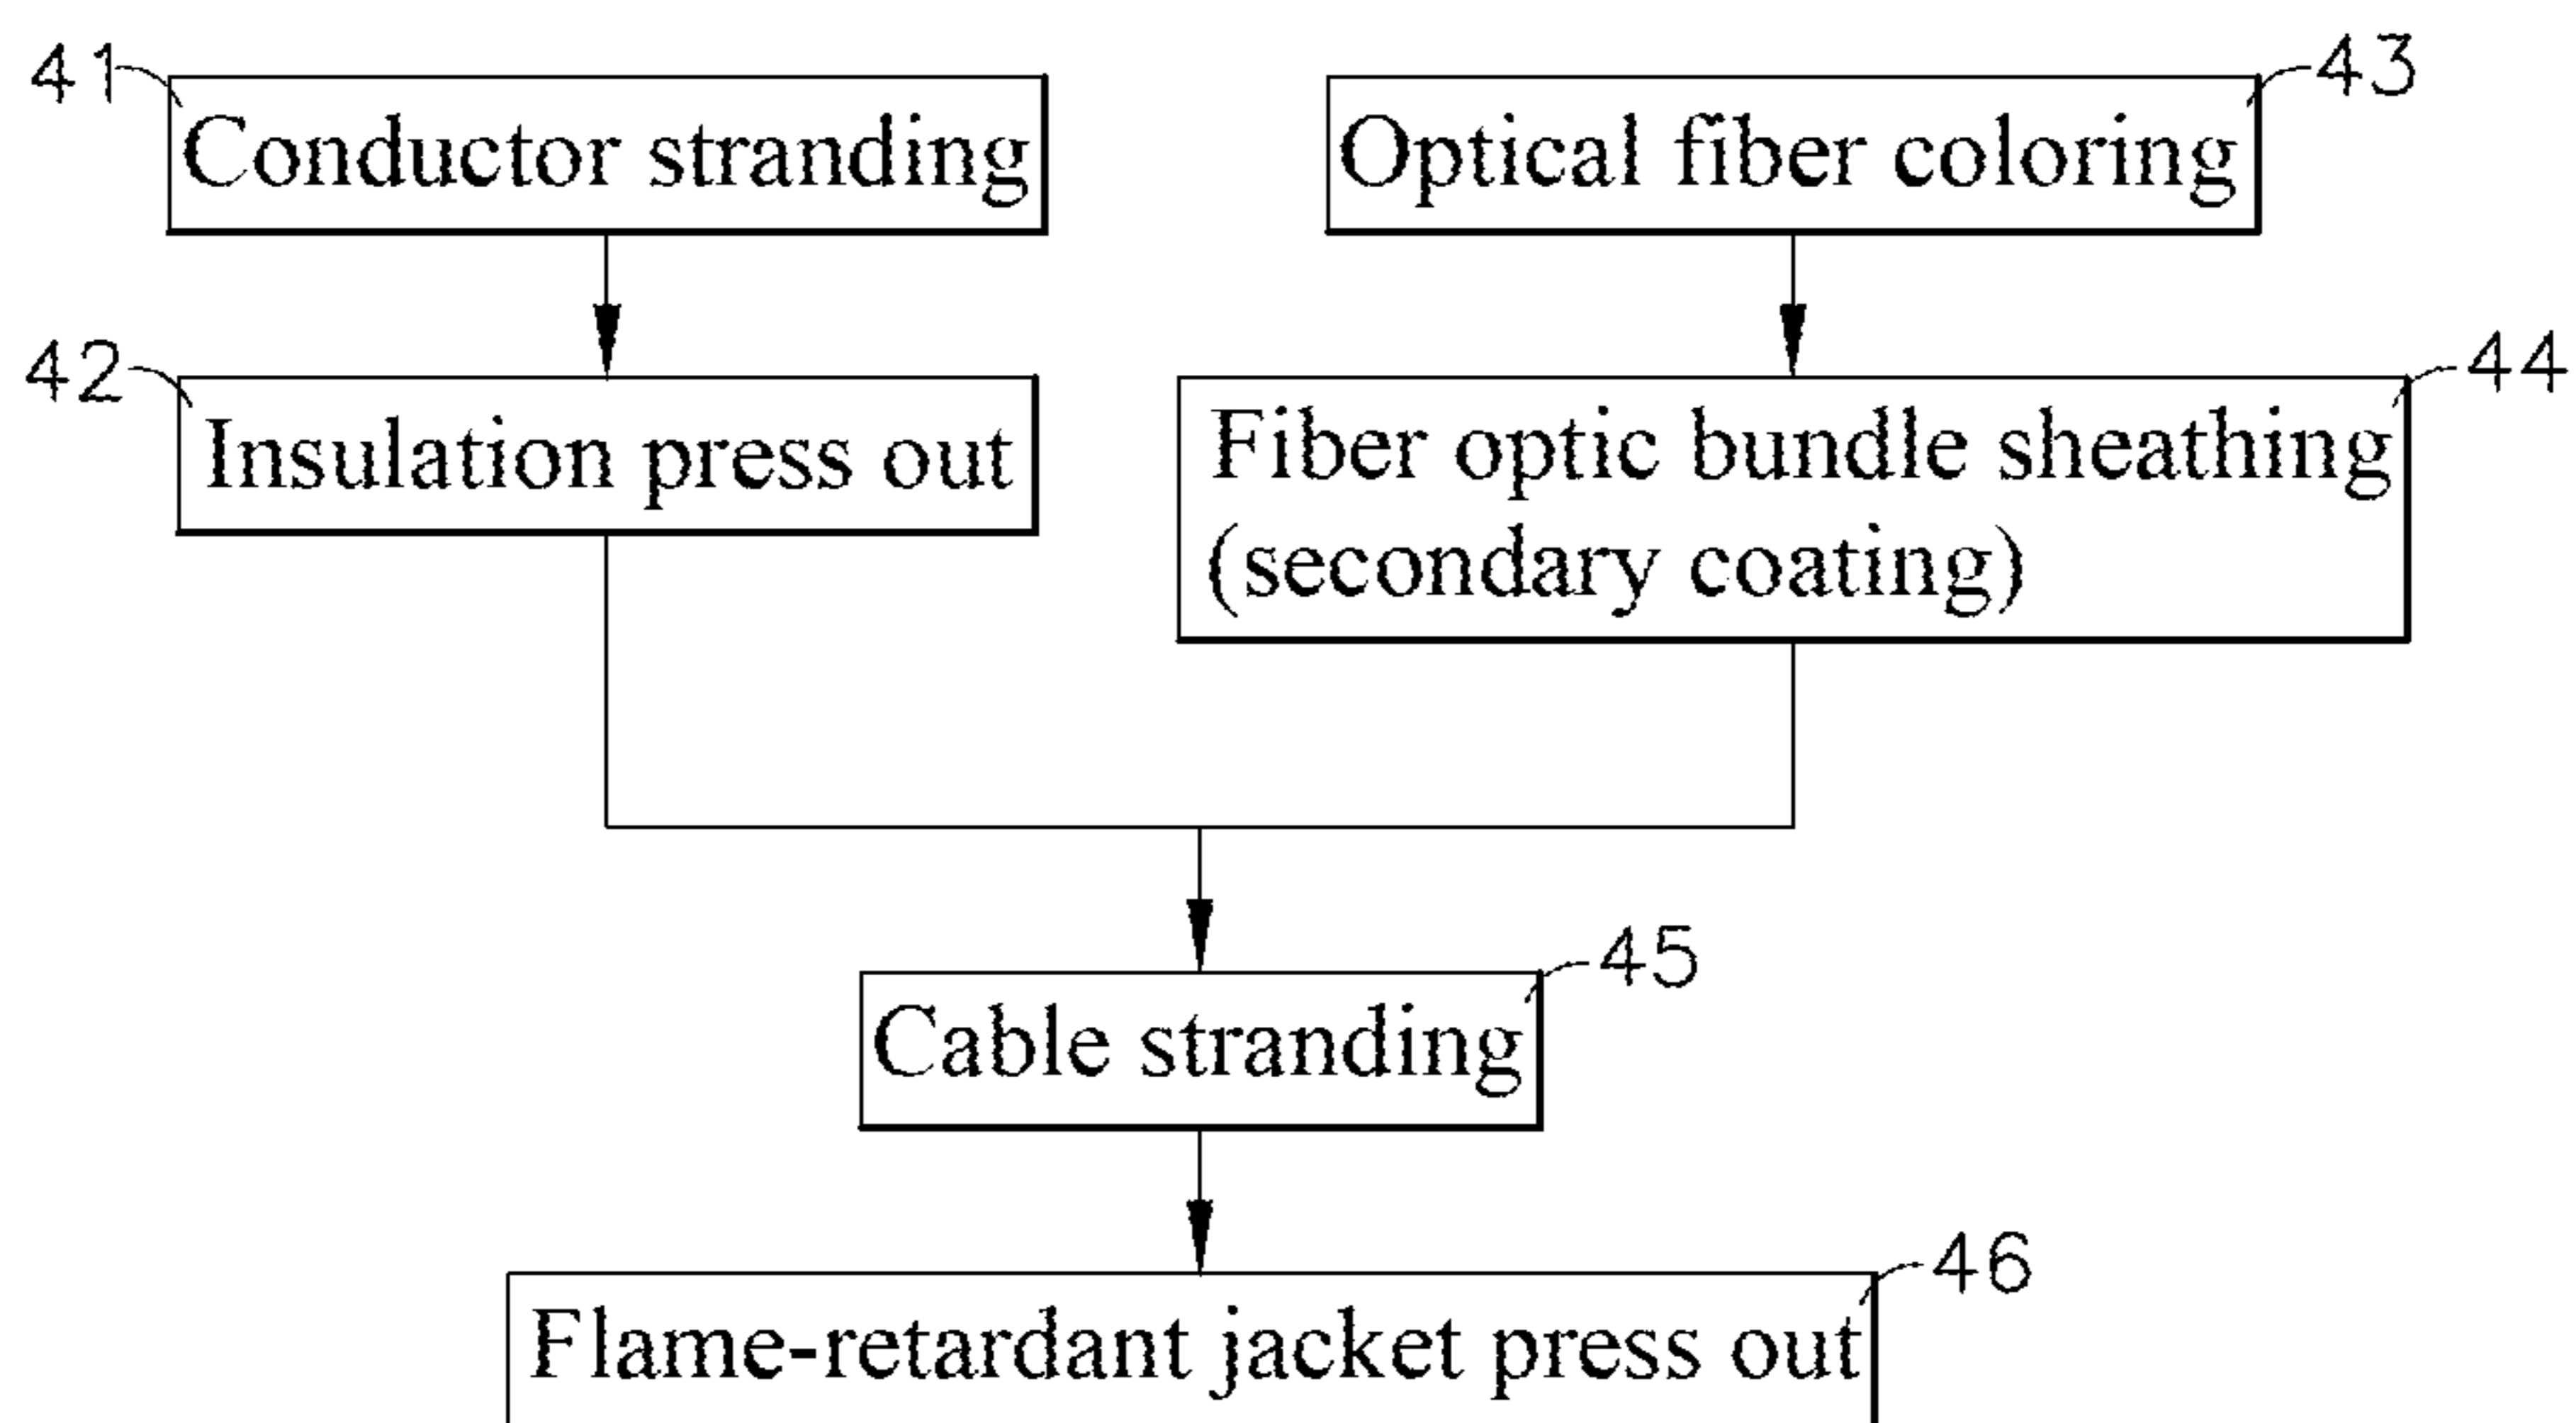 41
Conductor stranding
43
Optical fiber coloring
42
Insulation press out
44
Fiber optic bundle sheathing
(secondary coating)
45
Cable stranding
46
Flame-retardant jacket press out